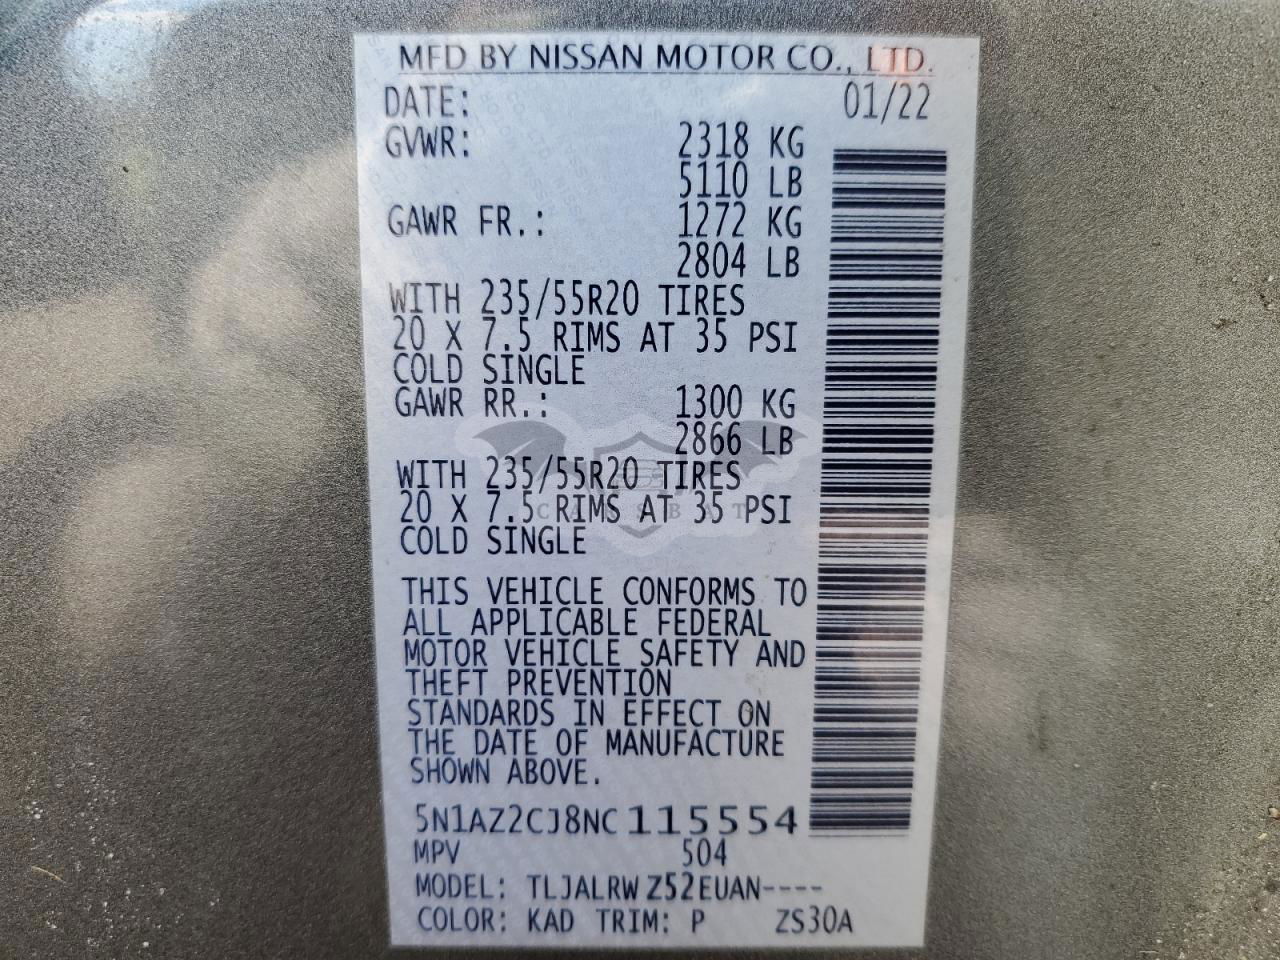 MFD BY NISSAN MOTOR CO., LTD.
DATE: 01/22
GVWR: 2318 KG
5110 LB
GAWR FR.: 1272 KG
2804 LB
WITH 235/55R20 TIRES
20 X 7.5 RIMS AT 35 PSI
COLD SINGLE
GAWR RR.: 1300 KG
2866 LB
WITH 235/55R20 TIRES
20 X 7.5 RIMS AT 35 PSI
CARSBAT
COLD SINGLE
THIS VEHICLE CONFORMS TO
ALL APPLICABLE FEDERAL
MOTOR VEHICLE SAFETY AND
THEFT PREVENTION
STANDARDS IN EFFECT ON
THE DATE OF MANUFACTURE
SHOWN ABOVE.
5N1AZ2CJ8NC115554
MPV 504
MODEL: TLJALRW Z52EUAN----
COLOR: KAD TRIM: P ZS30A